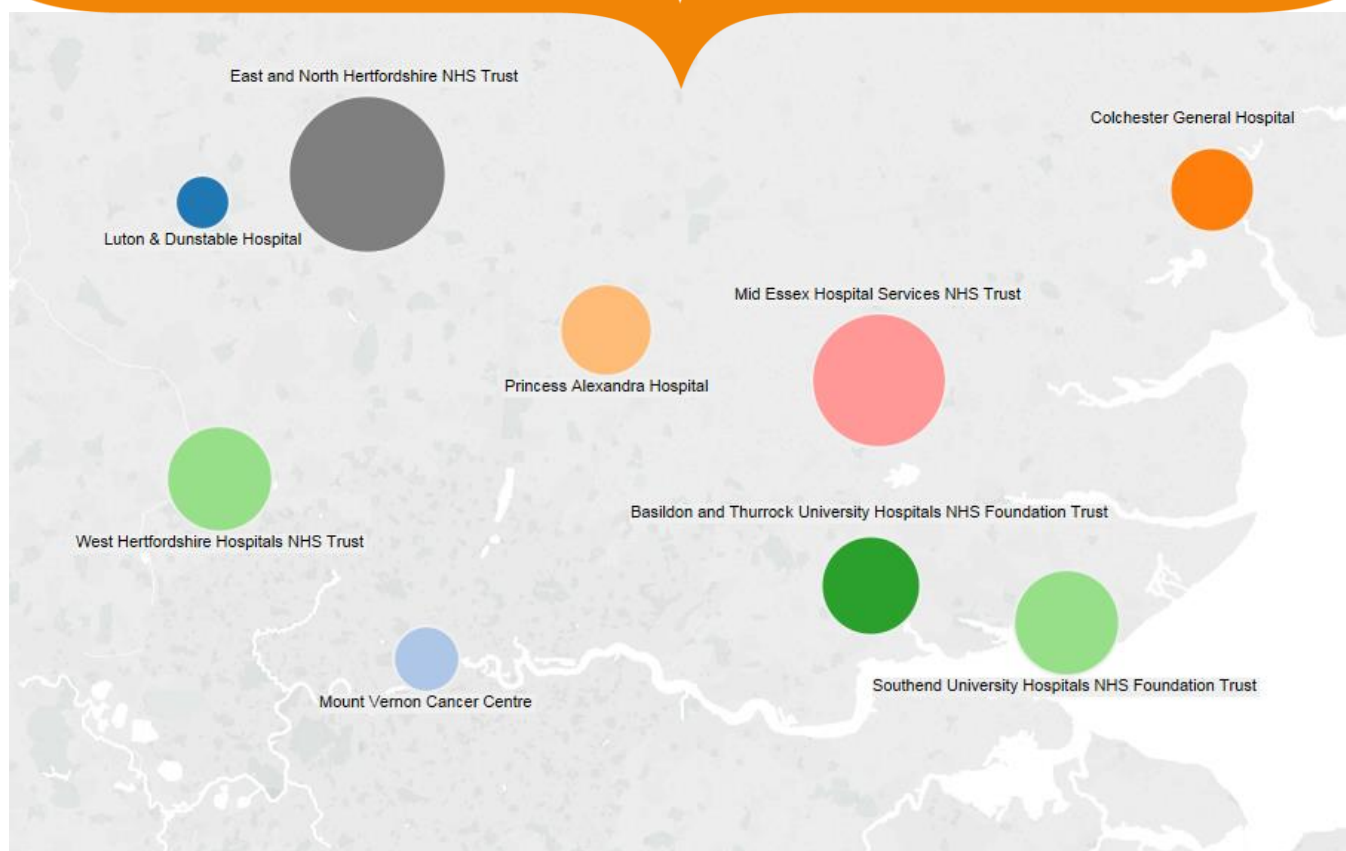 East and North Hertfordshire NHS Trust
Colchester General Hospital
Luton & Dunstable Hospital
Mid Essex Hospital Services NHS Trust
Princess Alexandra Hospital
Basildon and Thurrock University Hospitals NHS Foundation Trust
West Hertfordshire Hospitals NHS Trust
Southend University Hospitals NHS Foundation Trust
Mount Vernon Cancer Centre